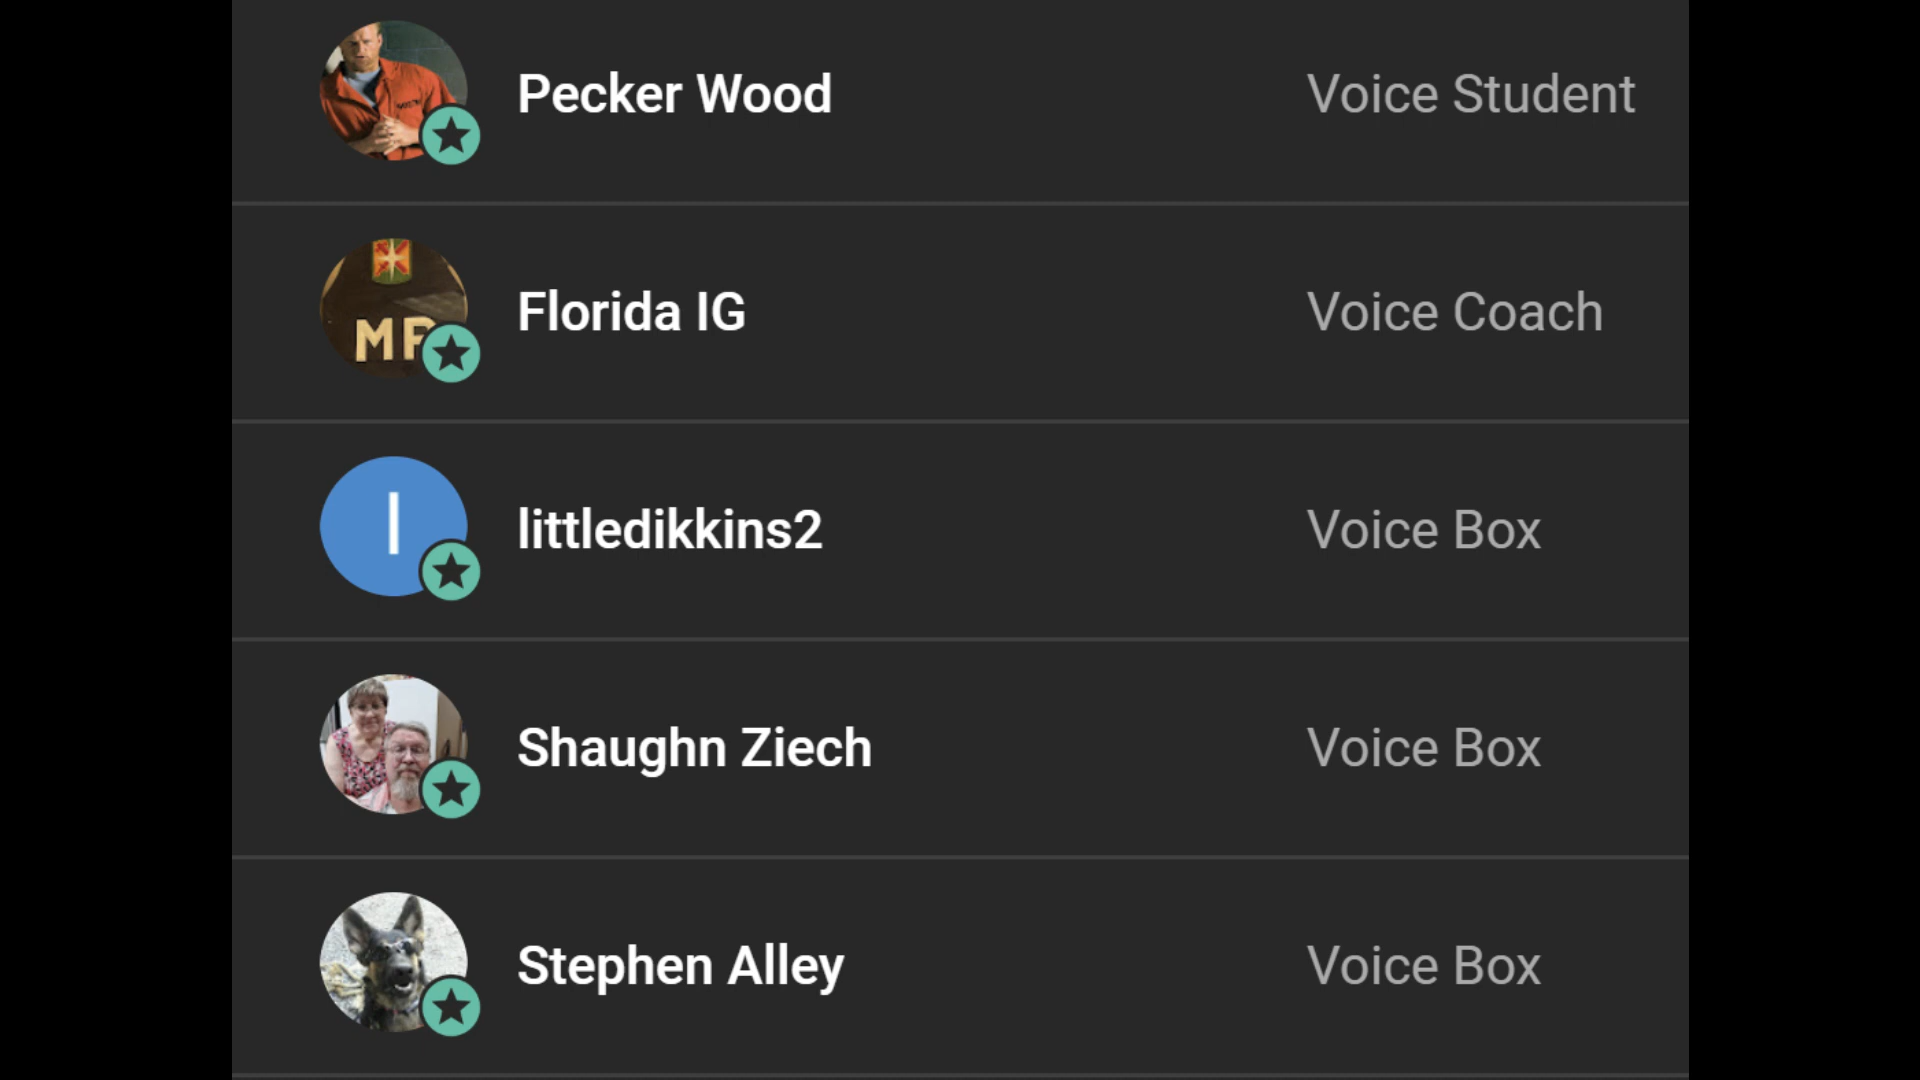 Pecker Wood Voice Student
MP
Florida IG Voice Coach
l
littledikkins2 Voice Box
Shaughn Ziech Voice Box
Stephen Alley Voice Box